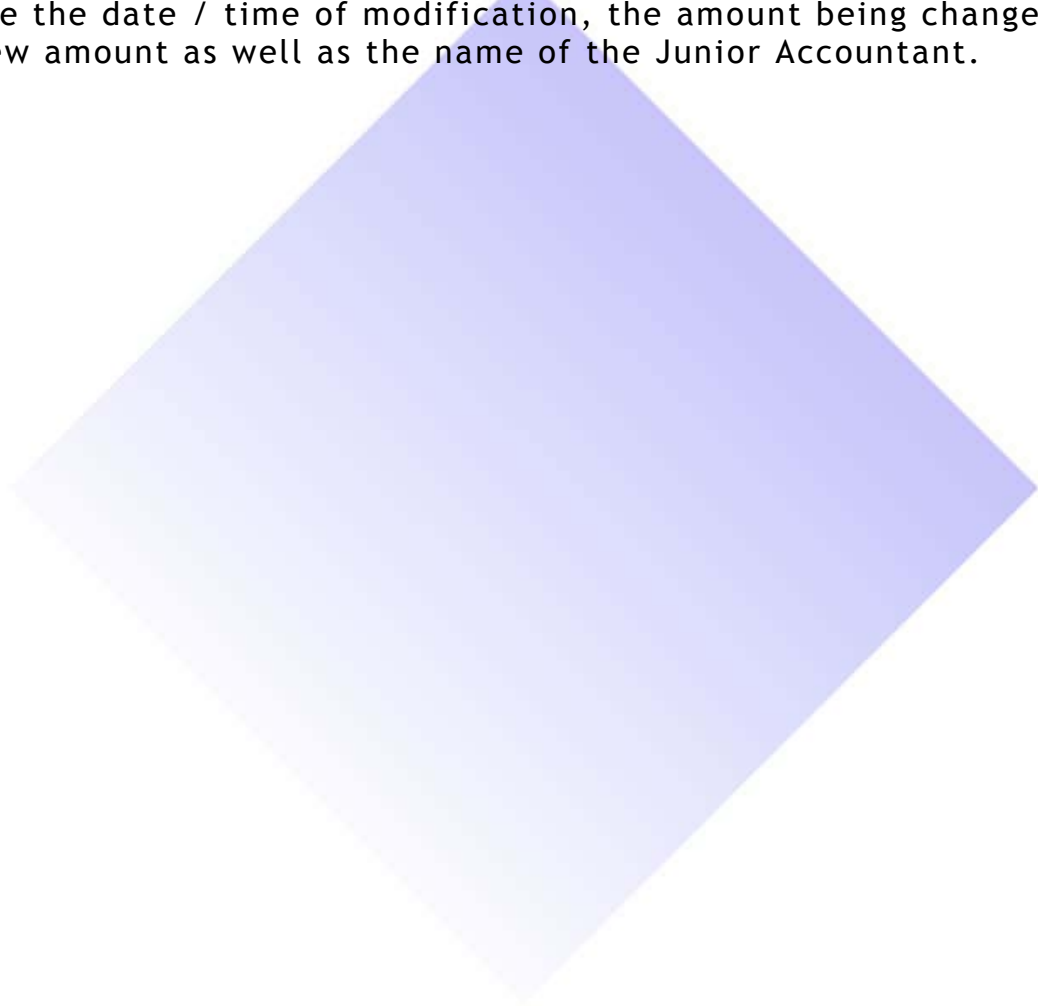 e the date / time of modification, the amount being change
ew amount as well as the name of the Junior Accountant.